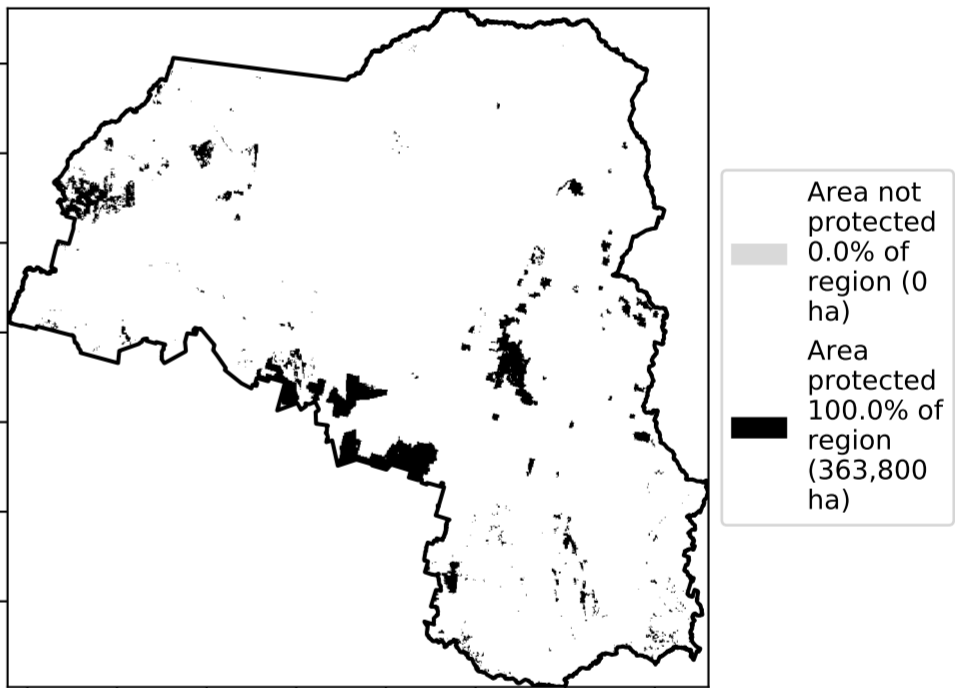 Area not
protected
0.0% of
region (0
ha)
Area
protected
100.0% of
region
(363,800
ha)